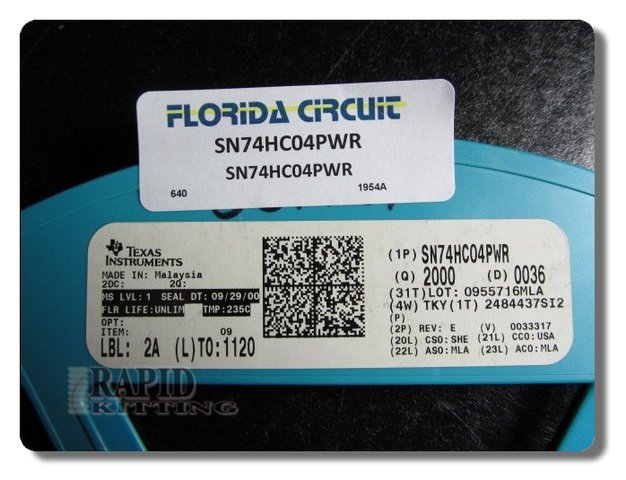 FLORIDA CIRCUIT
SN74HC04PWR
SN74HC04PWR
640 1954A
TEXAS
INSTRUMENTS
MADE IN: Malaysia
2DC: 2Q:
MS LVL:1 SEAL DT:09/29/00
FLR LIFE:UNLIM TMP:235C
OPT:
ITEM: 09
LBL: 2A (L)TO:1120
(1P) SN74HC04PWR
(Q) 2000 (D) 0036
(31T)LOT: 0955716MLA
(4W) TKY(1T) 2484437SI2
(P)
(2P) REV: E (V) 0033317
(20L) CSO:SHE (21L) CCO:USA
(22L) ASO:MLA (23L) ACO:MLA
RAPID
KITTING